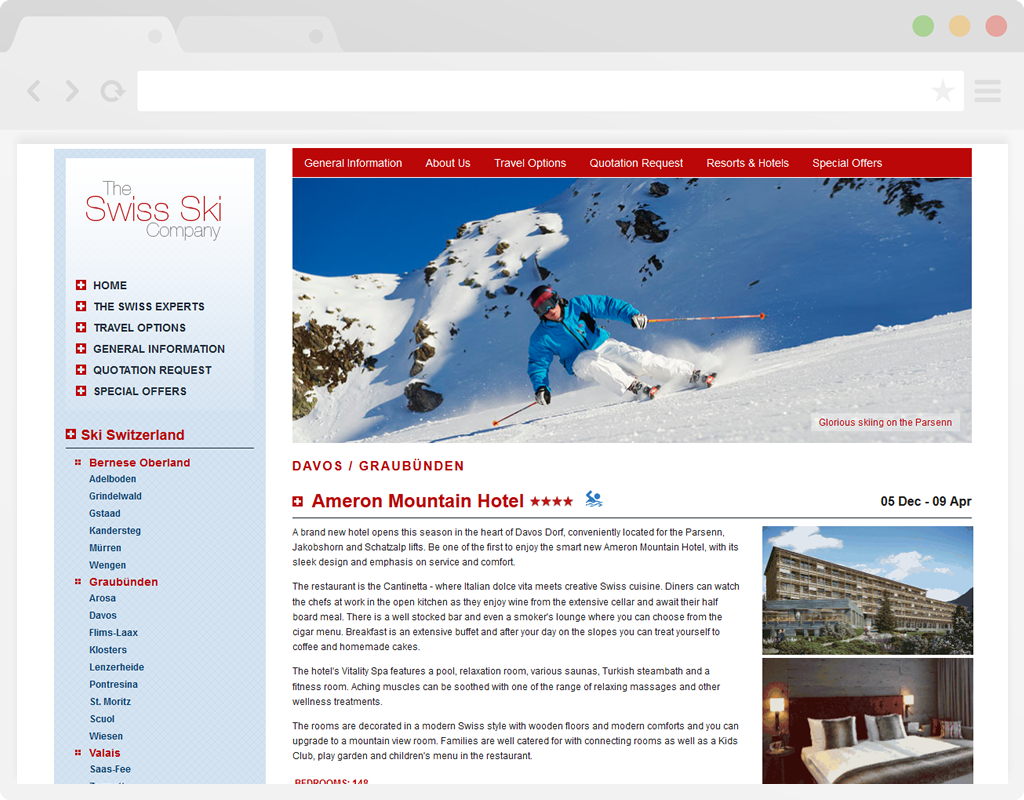 The
Swiss Ski
Company
HOME
THE SWISS EXPERTS
TRAVEL OPTIONS
GENERAL INFORMATION
QUOTATION REQUEST
SPECIAL OFFERS
Ski Switzerland
Bernese Oberland
Adelboden
Grindelwald
Gstaad
Kandersteg
Mürren
Wengen
Graubünden
Arosa
Davos
Flims-Laax
Klosters
Lenzerheide
Pontresina
St. Moritz
Scuol
Wiesen
Valais
Saas-Fee
General Information About Us Travel Options Quotation Request Resorts & Hotels Special Offers
Glorious skiing on the Parsenn
DAVOS / GRAUBÜNDEN
Ameron Mountain Hotel ★★★★ 05 Dec - 09 Apr
A brand new hotel opens this season in the heart of Davos Dorf, conveniently located for the Parsenn,
Jakobshorn and Schatzalp lifts. Be one of the first to enjoy the smart new Ameron Mountain Hotel, with its
sleek design and emphasis on service and comfort.
The restaurant is the Cantinetta - where Italian dolce vita meets creative Swiss cuisine. Diners can watch
the chefs at work in the open kitchen as they enjoy wine from the extensive cellar and await their half
board meal. There is a well stocked bar and even a smoker's lounge where you can choose from the
cigar menu. Breakfast is an extensive buffet and after your day on the slopes you can treat yourself to
coffee and homemade cakes.
The hotel's Vitality Spa features a pool, relaxation room, various saunas, Turkish steambath and a
fitness room. Aching muscles can be soothed with one of the range of relaxing massages and other
wellness treatments.
The rooms are decorated in a modern Swiss style with wooden floors and modern comforts and you can
upgrade to a mountain view room. Families are well catered for with connecting rooms as well as a Kids
Club, play garden and children's menu in the restaurant.
BEDROOMS: 148